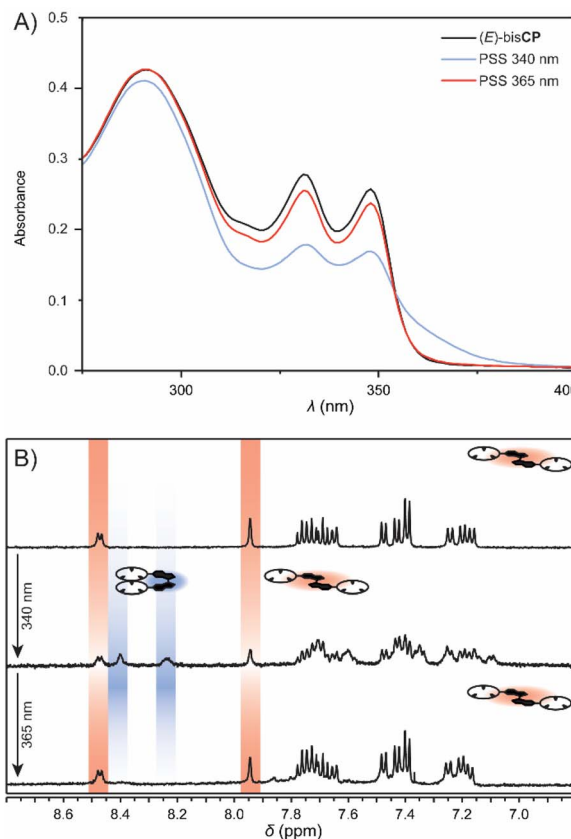 A)
0.5
0.4
0.3
0.2
0.1
0.0
Absorbance
(E)-bisCP
PSS 340 nm
PSS 365 nm
300
350
400
λ (nm)
B)
340 nm
365 nm
8.6
8.4
8.2
8.0
7.8
7.6
7.4
7.2
7.0
δ (ppm)